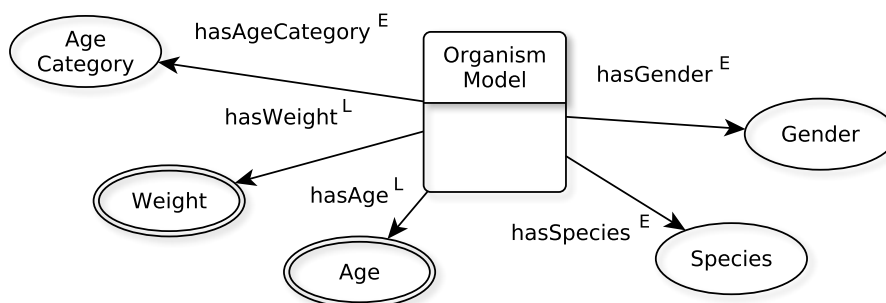 Age
Category
hasAgeCategory E
Organism
Model
hasGender E
Gender
hasWeight L
Weight
hasAge L
Age
hasSpecies E
Species